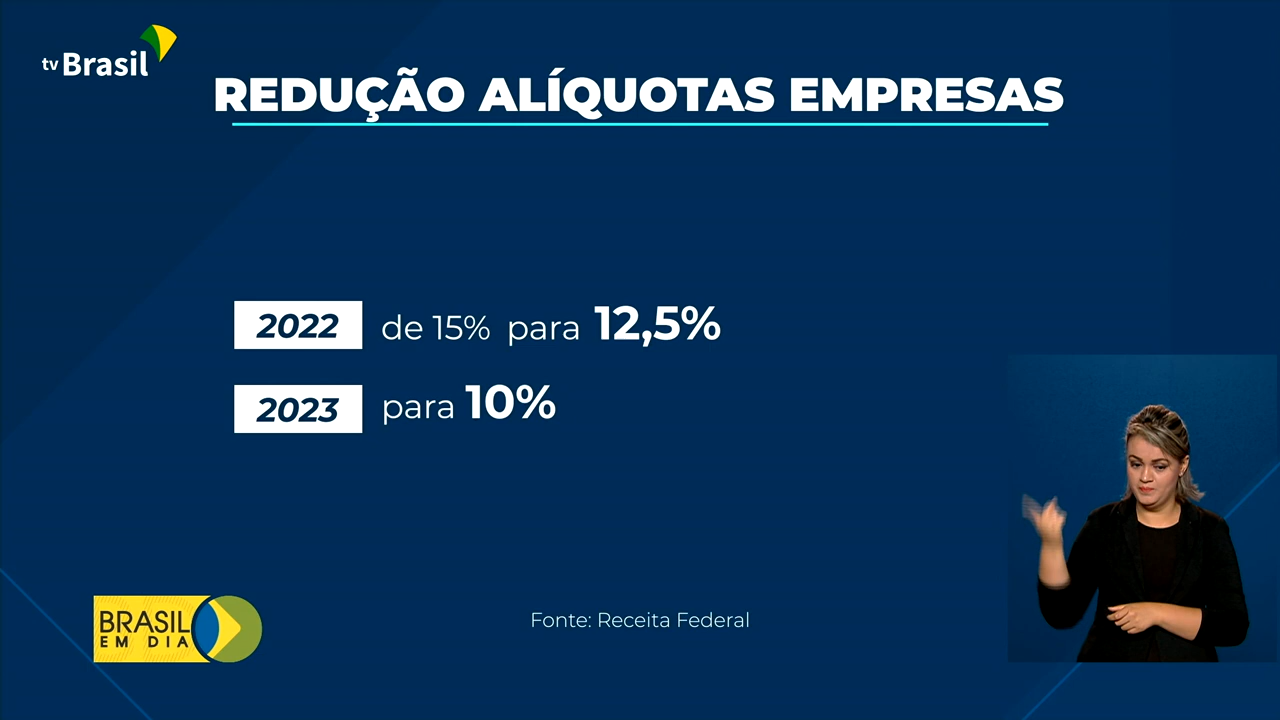 tv Brasil
REDUÇÃO ALÍQUOTAS EMPRESAS
2022 de 15% para 12,5%
2023 para 10%
BRASIL
EM DIA
Fonte: Receita Federal